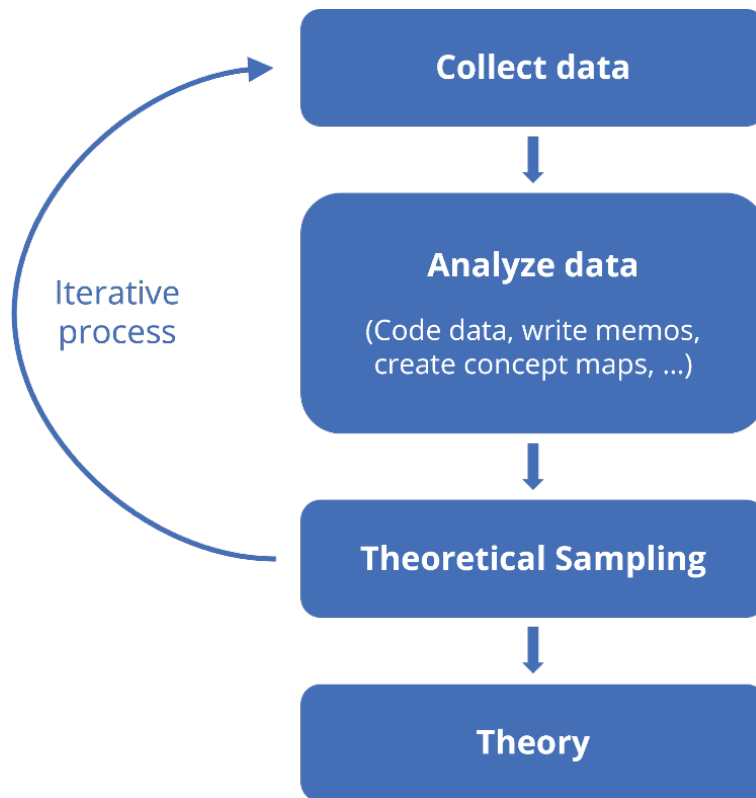 Collect data
Analyze data
(Code data, write memos,
create concept maps, ...)
Iterative
process
Theoretical Sampling
Theory